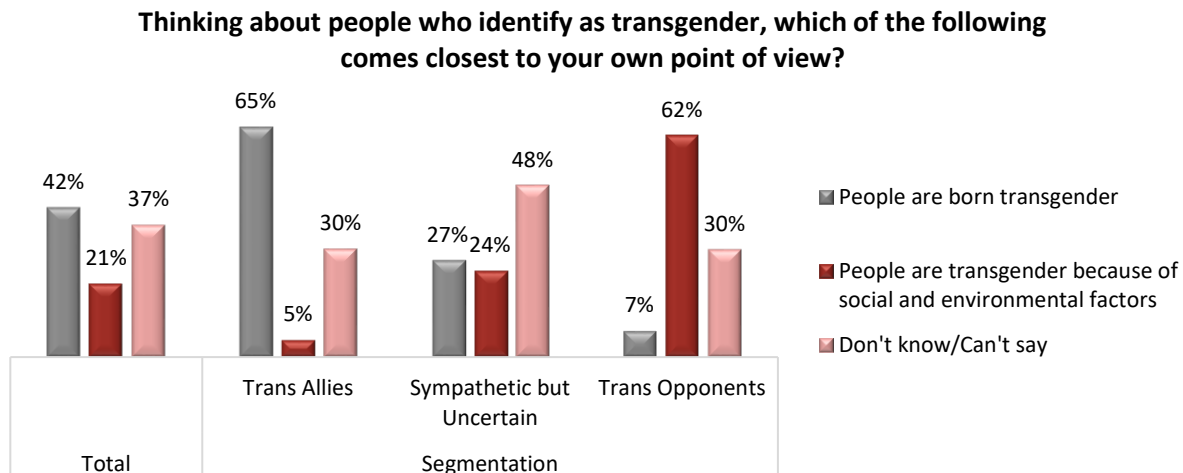 Thinking about people who identify as transgender, which of the following
comes closest to your own point of view?
65%
62%
48%
42%
37%
30%
30%
27%
24%
21%
5%
7%
People are born transgender
People are transgender because of
social and environmental factors
Don't know/Can't say
Trans Allies
Sympathetic but
Uncertain
Trans Opponents
Total
Segmentation